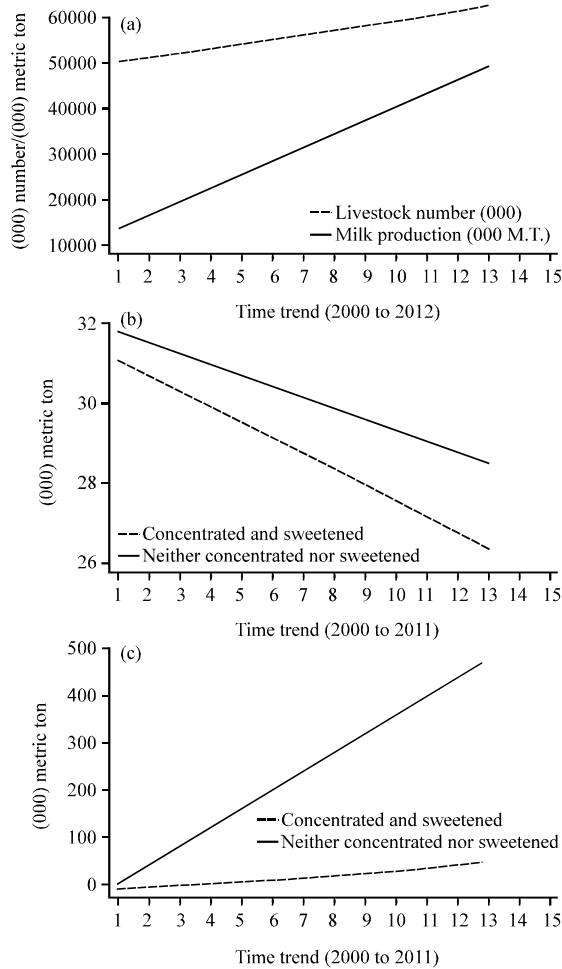 (a)
(000) number/(000) metric ton
60000
50000
40000
30000
20000
10000
Livestock number (000)
Milk production (000 M.T.)
1 2 3 4 5 6 7 8 9 10 11 12 13 14 15
Time trend (2000 to 2012)
(b)
(000) metric ton
32
30
28
26
Concentrated and sweetened
Neither concentrated nor sweetened
1 2 3 4 5 6 7 8 9 10 11 12 13 14 15
Time trend (2000 to 2011)
(c)
(000) metric ton
500
400
300
200
100
0
Concentrated and sweetened
Neither concentrated nor sweetened
1 2 3 4 5 6 7 8 9 10 11 12 13 14 15
Time trend (2000 to 2011)